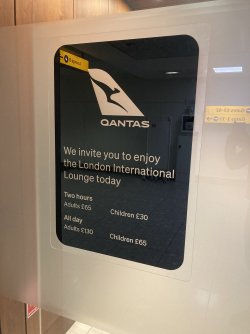 QANTAS
We invite you to enjoy
the London International
Lounge today
Two hours
Adults £65 Children £30
All day
Adults £130 Children £65